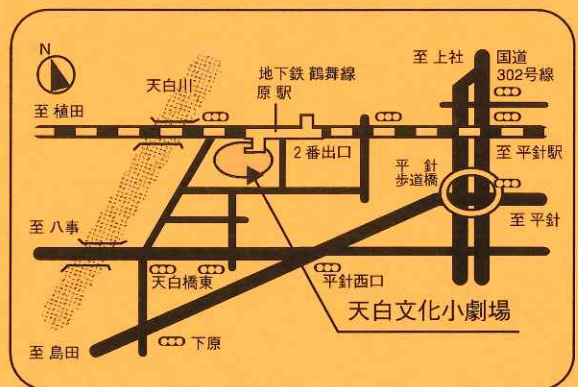 N
天白川
至 植田
地下鉄 鶴舞線
原 駅
至 上社
国道
302号線
2番出口
平 針
歩道橋
至 平針駅
至 八事
至 平針
天白橋東
平針西口
天白文化小劇場
至 島田
下原